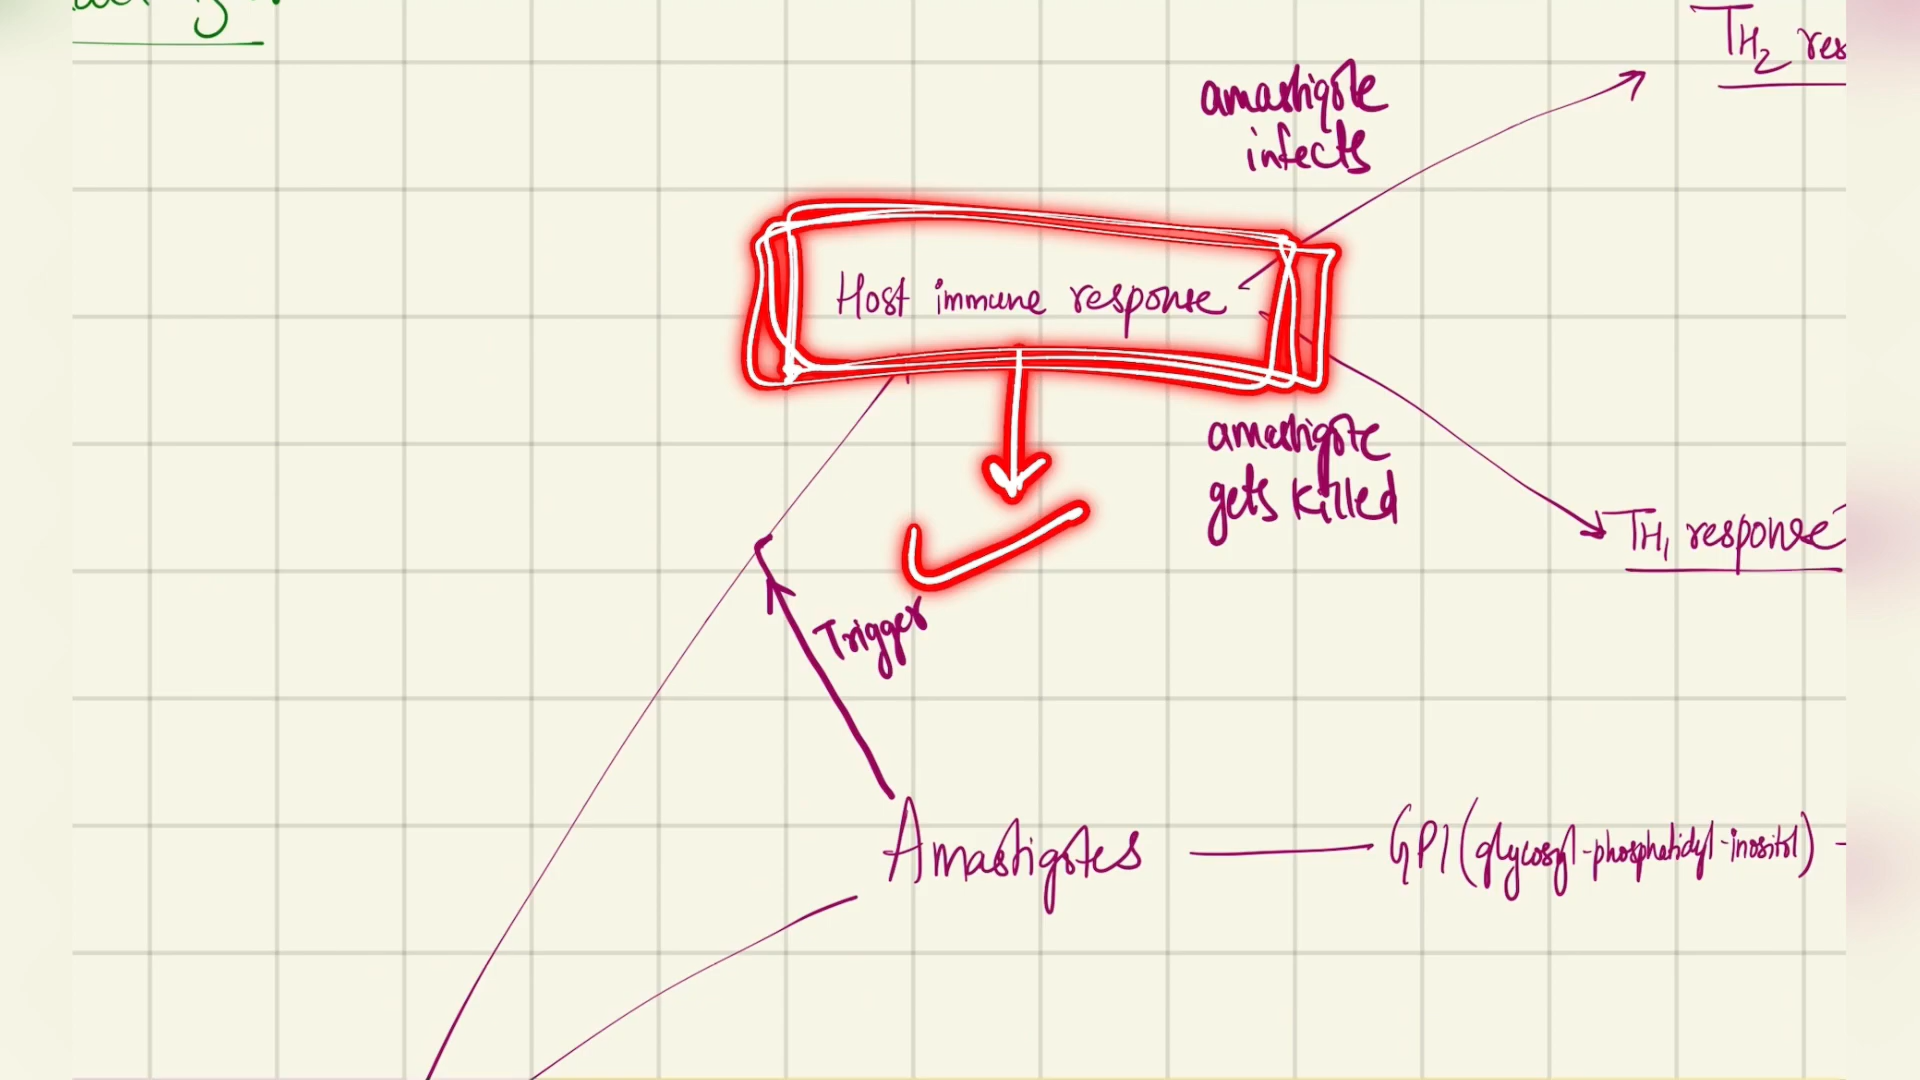 TH2 res
amastigote
infects
Host immune response
amastigote
gets killed
TH1 response
Trigger
Amastigotes
GPI (glycosyl-phosphatidyl-inositol)